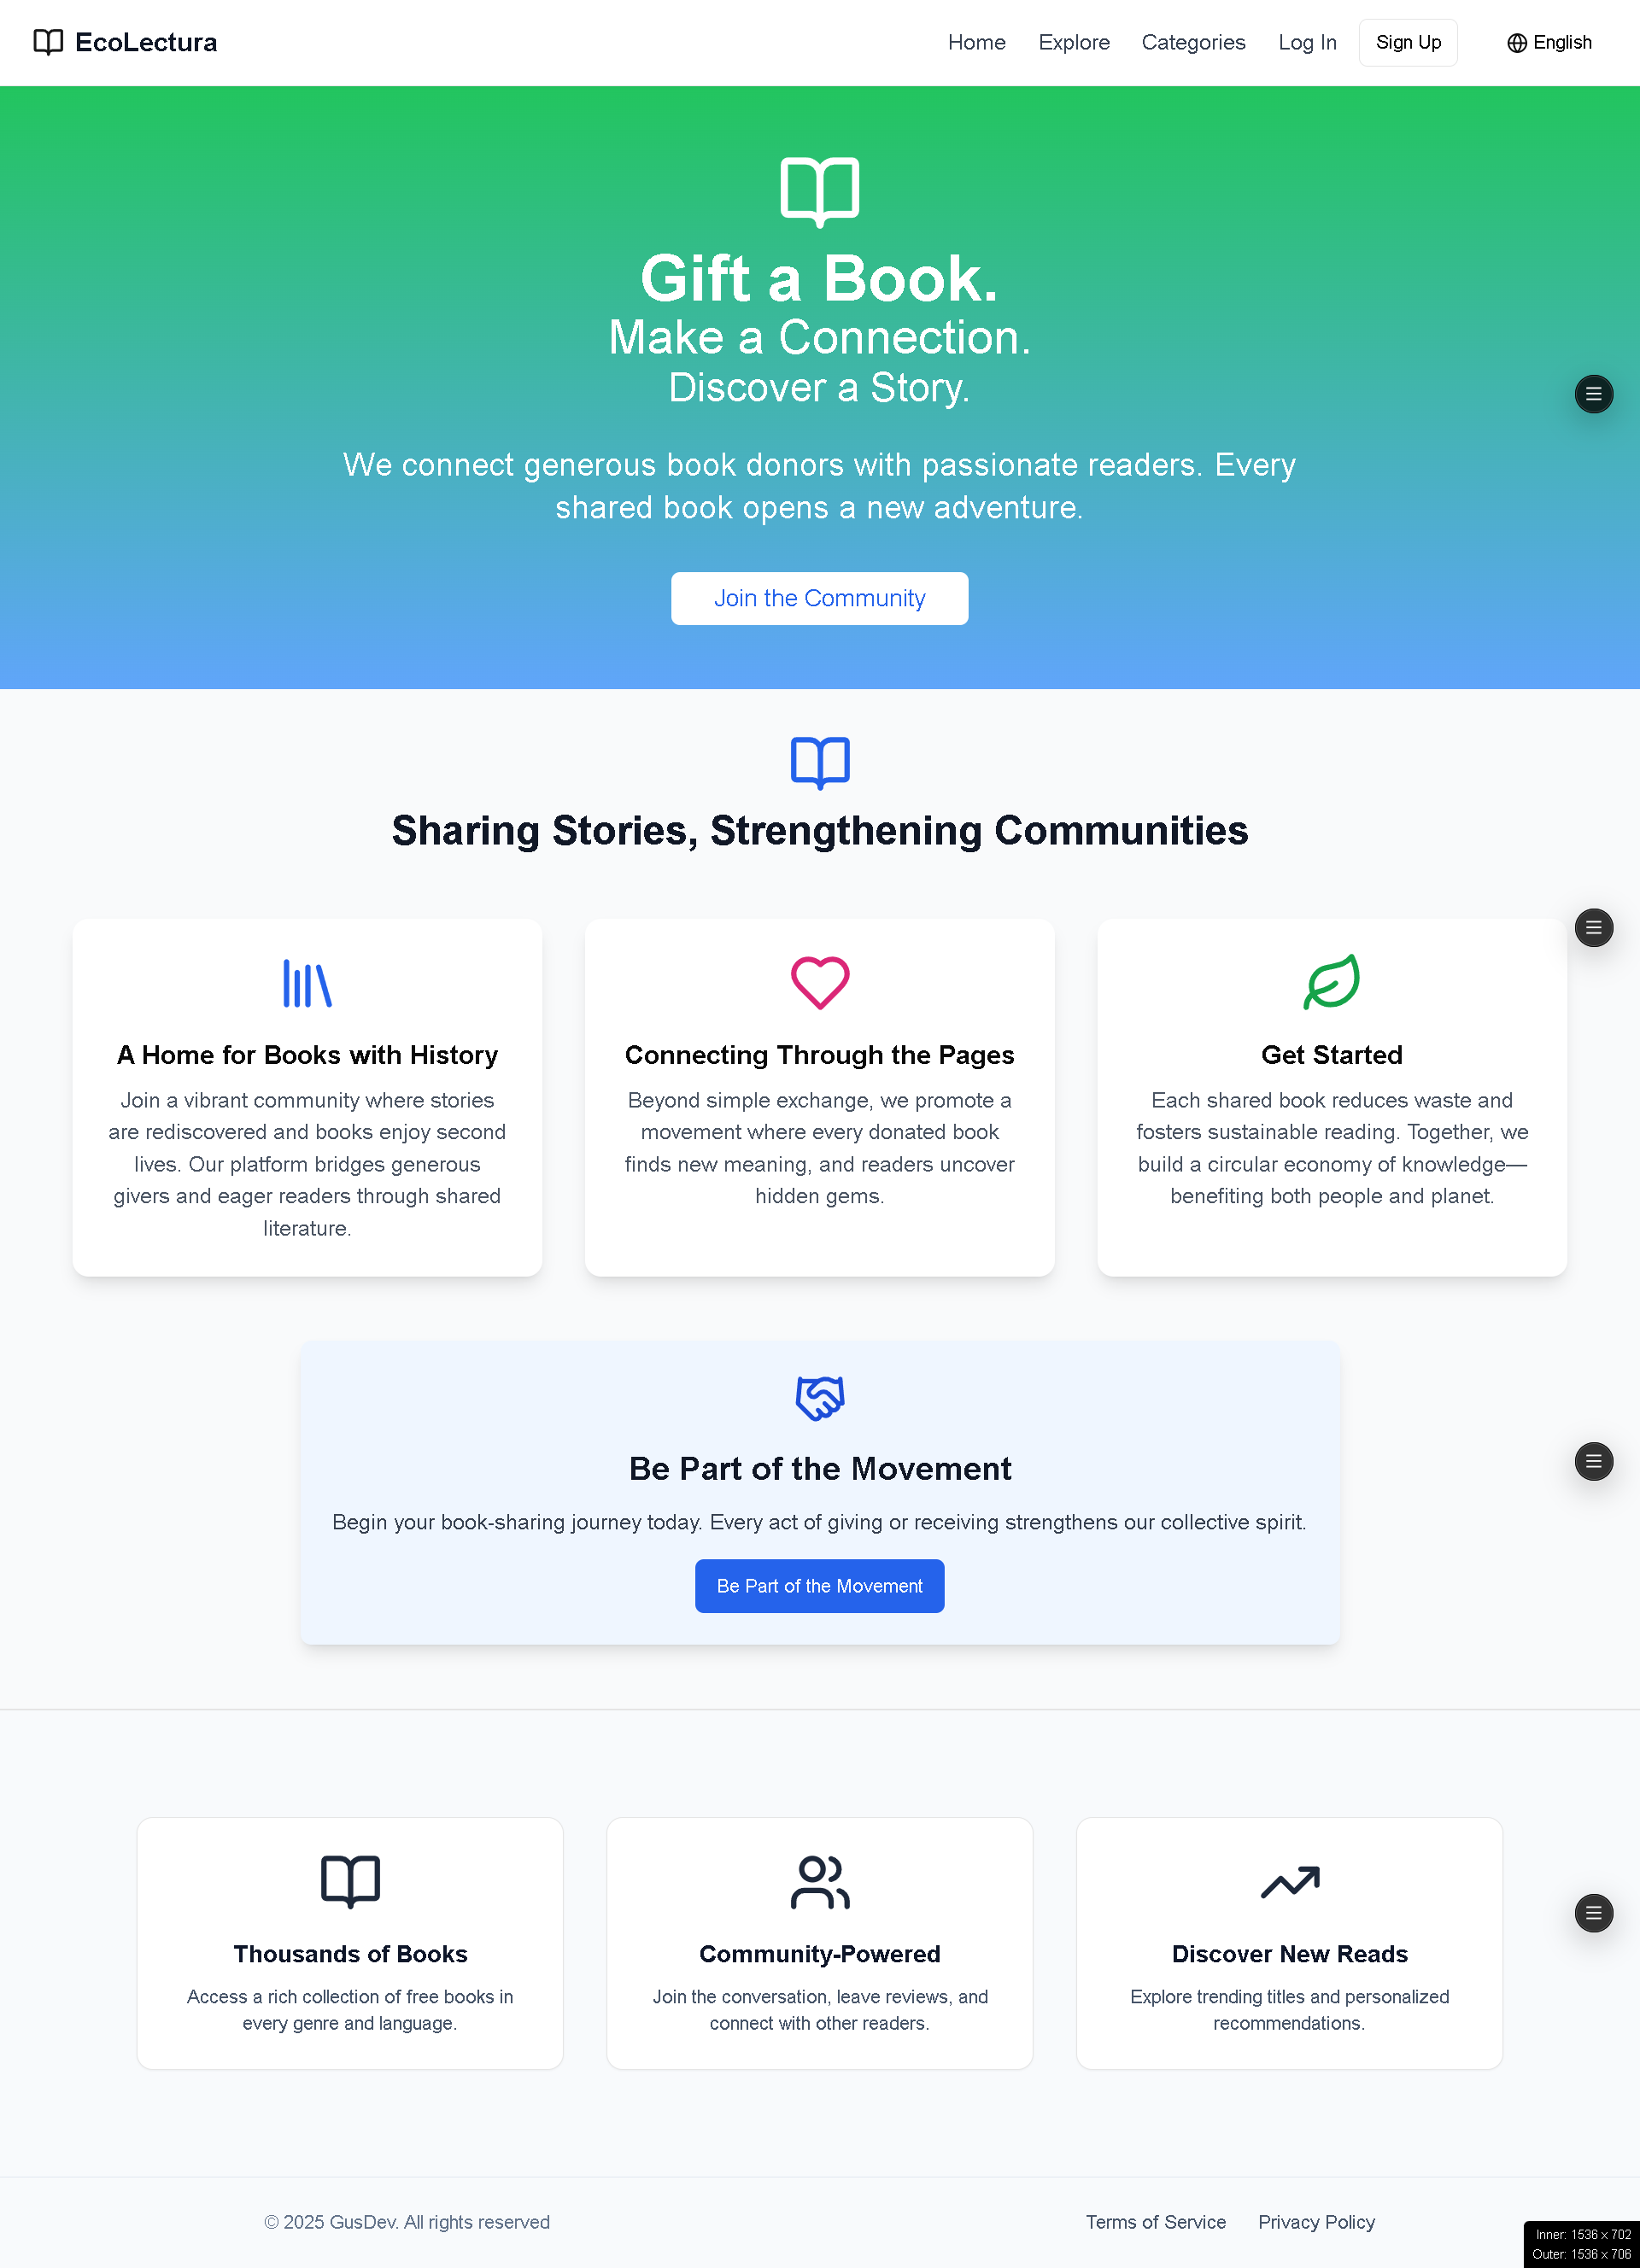 EcoLectura
Home
Explore
Categories
Log In
Sign Up
English
Gift a Book.
Make a Connection.
Discover a Story.
We connect generous book donors with passionate readers. Every
shared book opens a new adventure.
Join the Community
Sharing Stories, Strengthening Communities
A Home for Books with History
Join a vibrant community where stories
are rediscovered and books enjoy second
lives. Our platform bridges generous
givers and eager readers through shared
literature.
Connecting Through the Pages
Beyond simple exchange, we promote a
movement where every donated book
finds new meaning, and readers uncover
hidden gems.
Get Started
Each shared book reduces waste and
fosters sustainable reading. Together, we
build a circular economy of knowledge—
benefiting both people and planet.
Be Part of the Movement
Begin your book-sharing journey today. Every act of giving or receiving strengthens our collective spirit.
Be Part of the Movement
Thousands of Books
Access a rich collection of free books in
every genre and language.
Community-Powered
Join the conversation, leave reviews, and
connect with other readers.
Discover New Reads
Explore trending titles and personalized
recommendations.
© 2025 GusDev. All rights reserved
Terms of Service
Privacy Policy
Inner: 1536 x 702
Outer: 1536 x 706